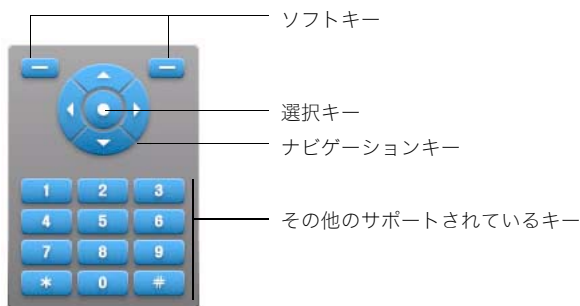 ソフトキー
選択キー
ナビゲーションキー
1 2 3
4 5 6
その他のサポートされているキー
7 8 9
* 0 #